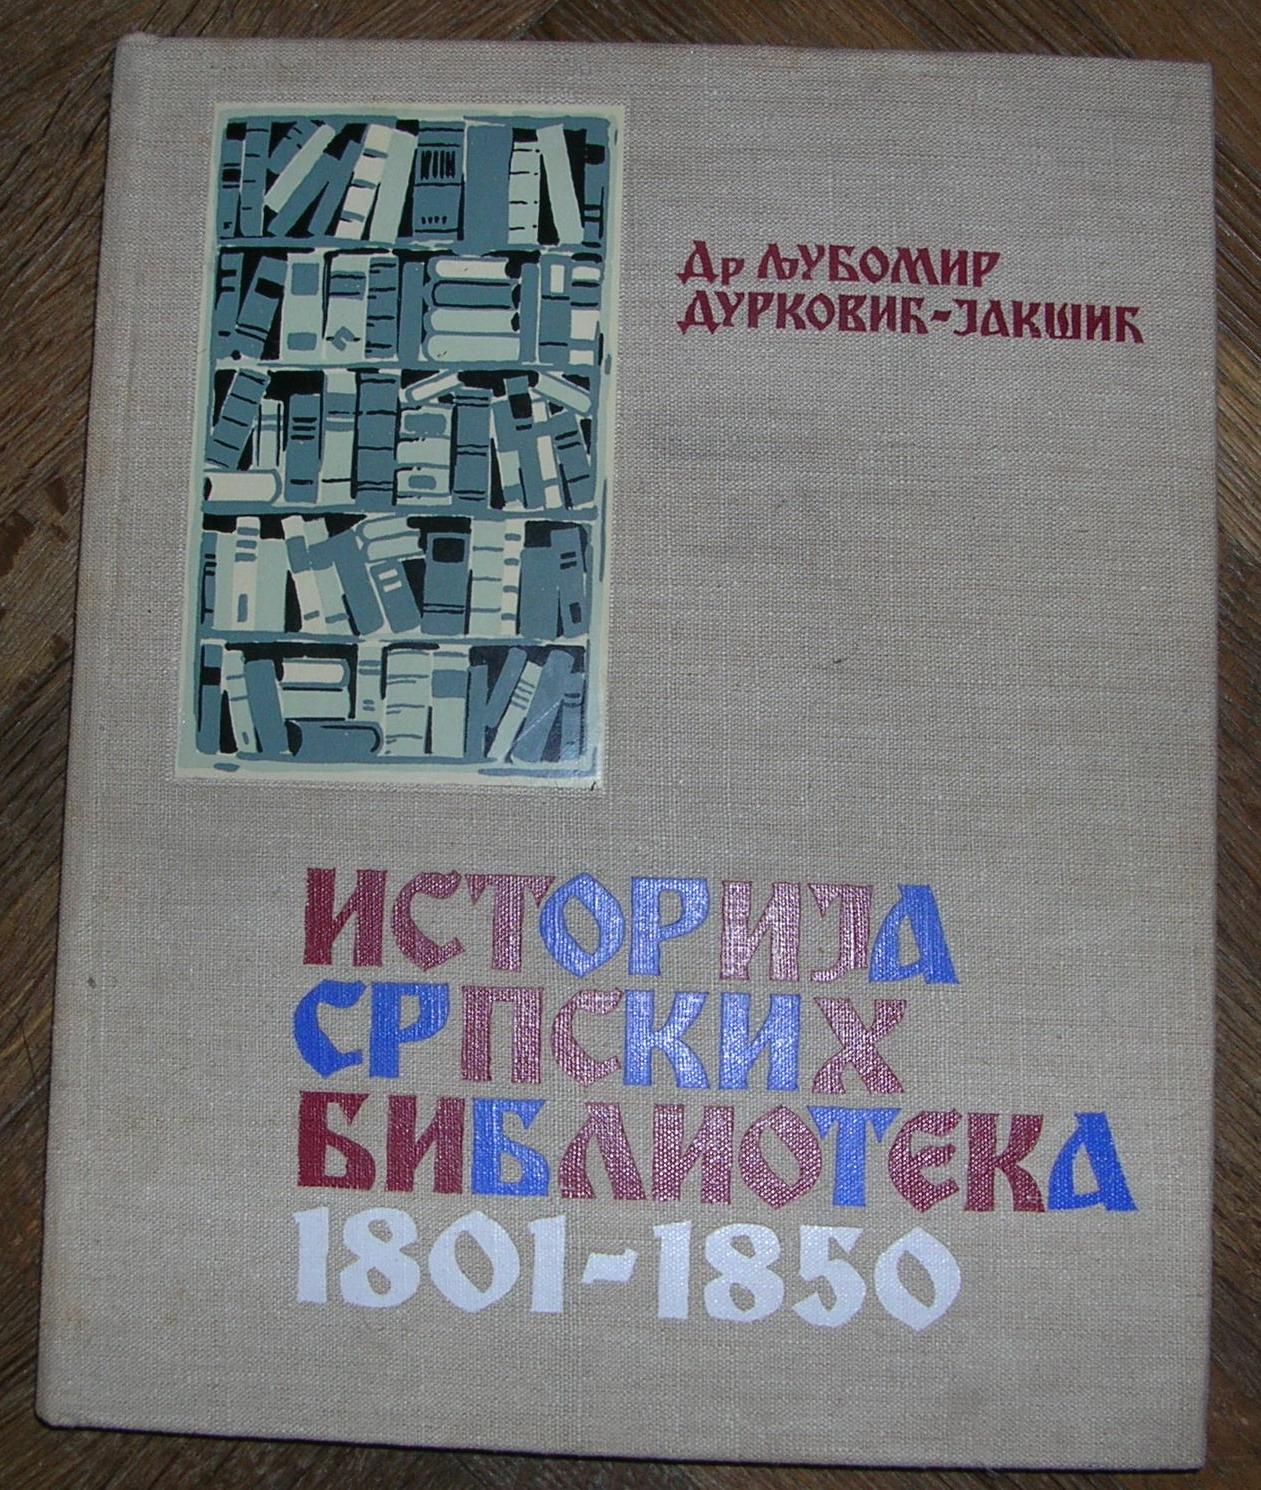 Др ЉУБОМИР
ДУРКОВИЋ-ЈАКШИЋ
ИСТОРИЈА
СРПСКИХ
БИБЛИОТЕКА
1801-1850